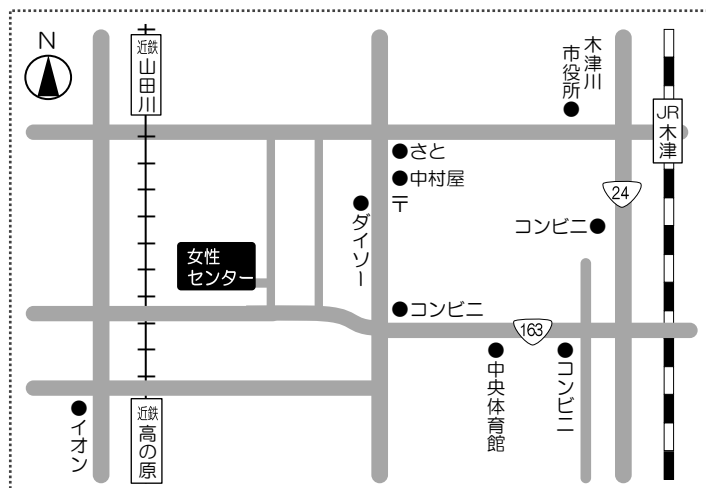 N
近鉄
山田川
木津川
市役所
JR
木津
さと
中村屋
〒
ダイソー
24
コンビニ
女性
センター
コンビニ
163
中央体育館
コンビニ
イオン
近鉄
高の原